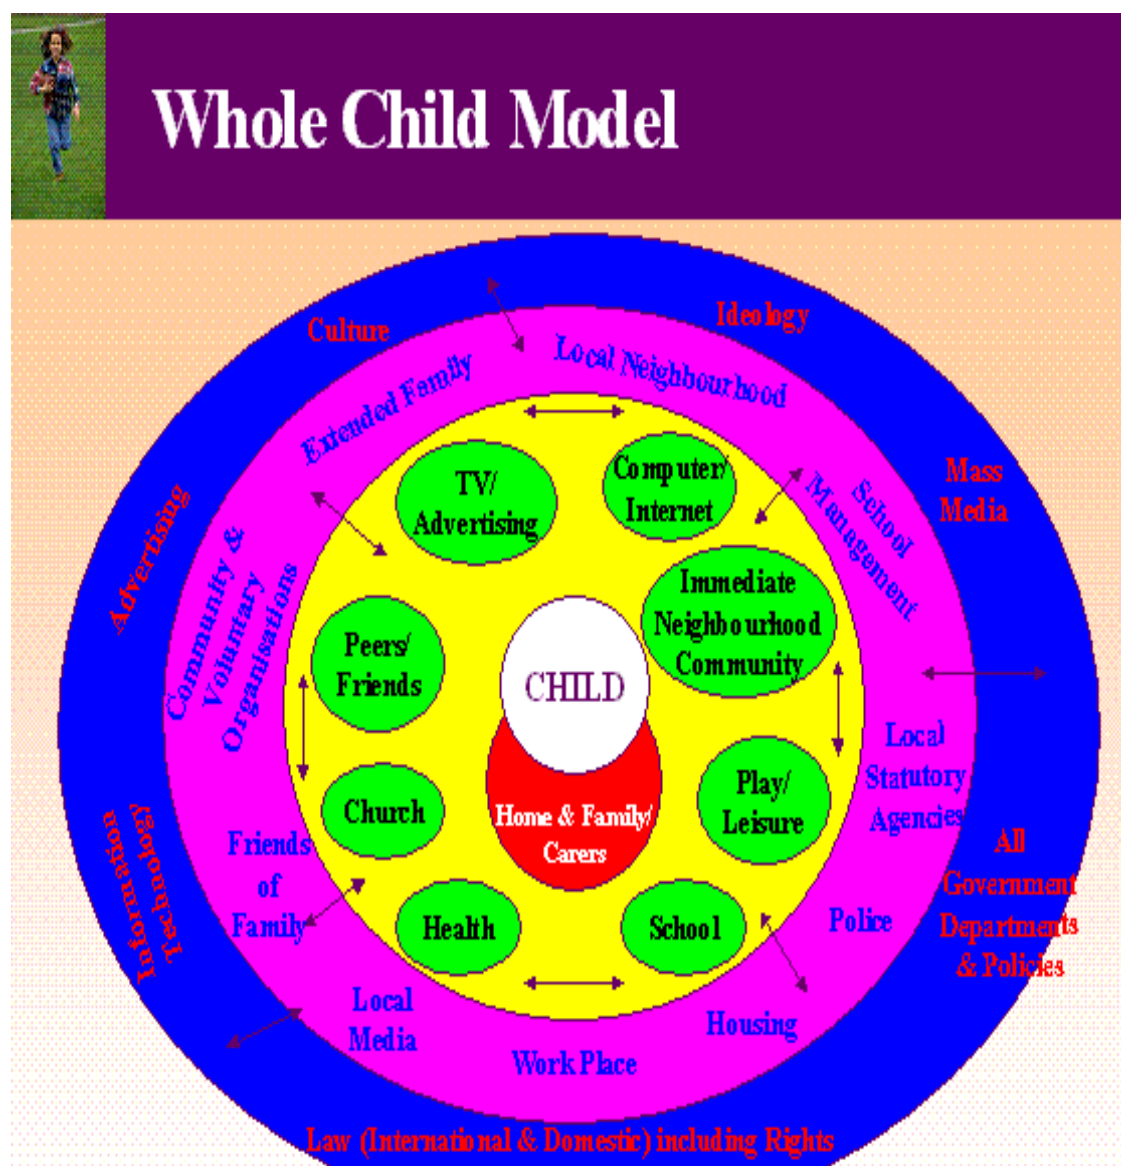 Whole Child Model
Culture
Ideology
Mass
Media
Advertising
Information
Technology
All
Government
Departments
& Policies
Law (International & Domestic) including Rights
Extended Family
Local Neighbourhood
School
Management
Community &
Voluntary
Organisations
Local
Statutory
Agencies
Friends
of
Family
Police
Local
Media
Housing
Work Place
TV/
Advertising
Computer/
Internet
Immediate
Neighbourhood
Community
Peers/
Friends
CHILD
Home & Family/
Carers
Play/
Leisure
Church
Health
School